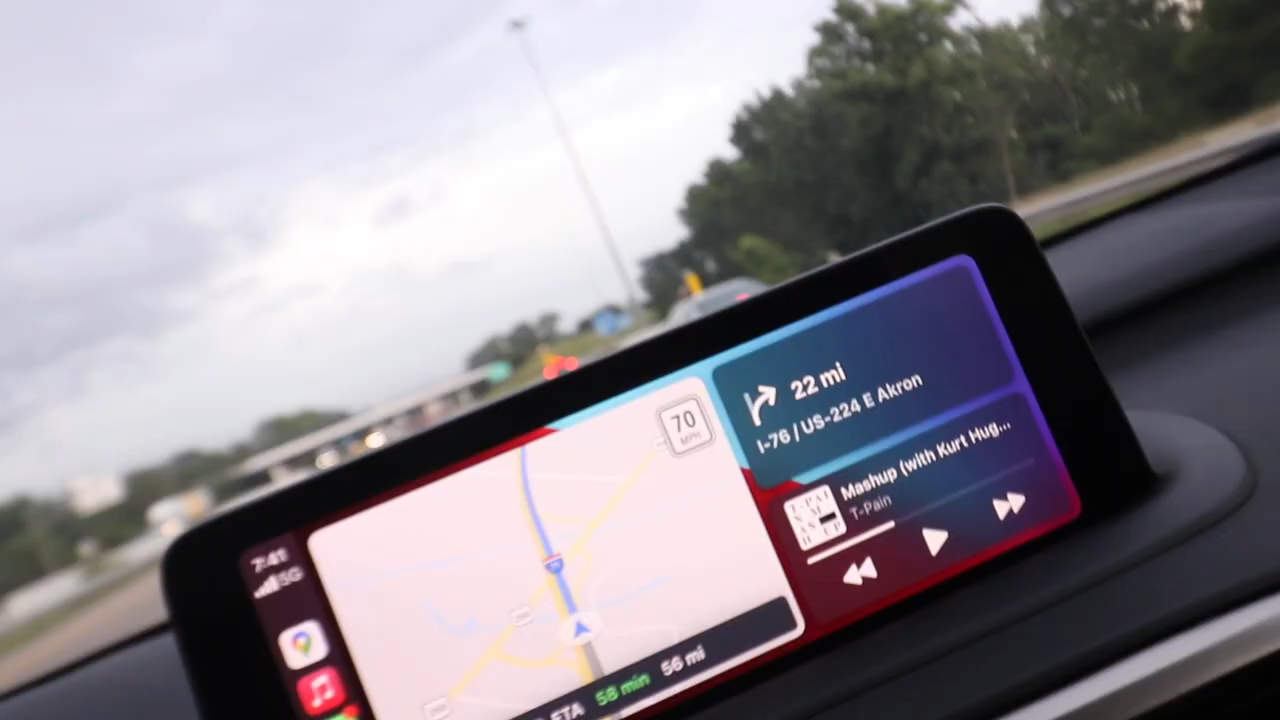 7:41
5G
70
MPH
22 mi
I-76 / US-224 E Akron
Mashup (with Kurt Hug...
T-Pain
ETA 58 min 56 mi